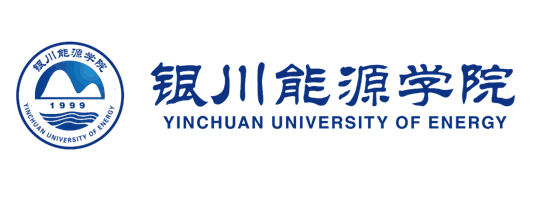 银川能源学院
1999
YINCHUAN UNIVERSITY OF ENERGY
银川能源学院
YINCHUAN UNIVERSITY OF ENERGY